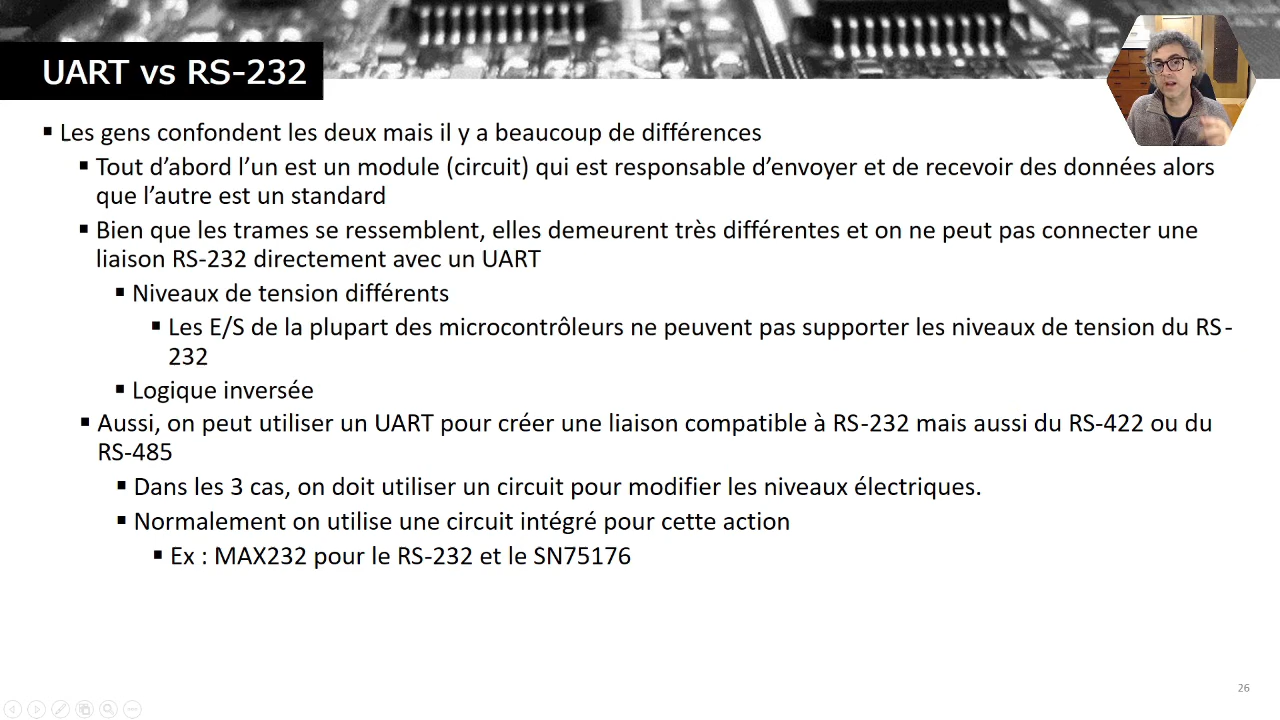 UART vs RS-232
▪ Les gens confondent les deux mais il y a beaucoup de différences
▪ Tout d’abord l’un est un module (circuit) qui est responsable d’envoyer et de recevoir des données alors
que l’autre est un standard
▪ Bien que les trames se ressemblent, elles demeurent très différentes et on ne peut pas connecter une
liaison RS-232 directement avec un UART
▪ Niveaux de tension différents
▪ Les E/S de la plupart des microcontrôleurs ne peuvent pas supporter les niveaux de tension du RS-
232
▪ Logique inversée
▪ Aussi, on peut utiliser un UART pour créer une liaison compatible à RS-232 mais aussi du RS-422 ou du
RS-485
▪ Dans les 3 cas, on doit utiliser un circuit pour modifier les niveaux électriques.
▪ Normalement on utilise une circuit intégré pour cette action
▪ Ex : MAX232 pour le RS-232 et le SN75176
26